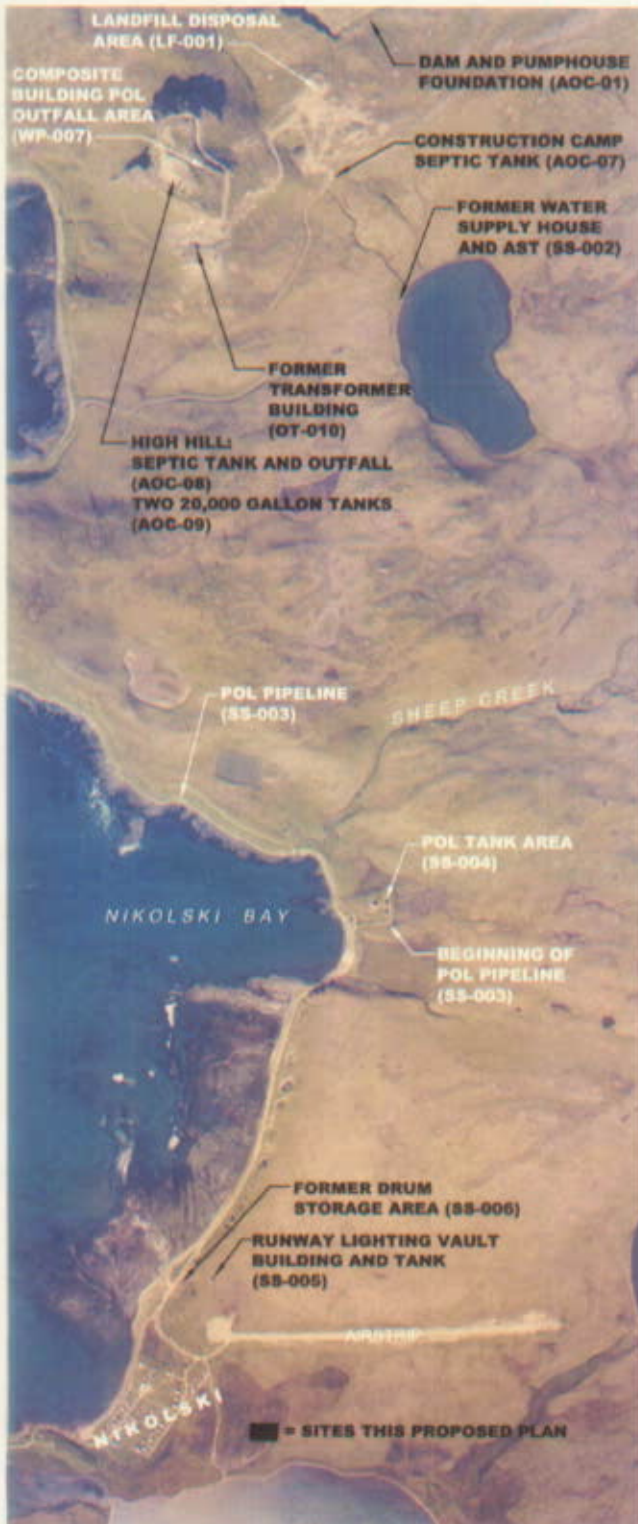 LANDFILL DISPOSAL
AREA (LF-001)
DAM AND PUMPHOUSE
FOUNDATION (AOC-01)
COMPOSITE
BUILDING POL
OUTFALL AREA
(WP-007)
CONSTRUCTION CAMP
SEPTIC TANK (AOC-07)
FORMER WATER
SUPPLY HOUSE
AND AST (SS-002)
FORMER
TRANSFORMER
BUILDING
(OT-010)
HIGH HILL:
SEPTIC TANK AND OUTFALL
(AOC-08)
TWO 20,000 GALLON TANKS
(AOC-09)
POL PIPELINE
(SS-003)
SHEEP CREEK
POL TANK AREA
(SS-004)
NIKOLSKI BAY
BEGINNING OF
POL PIPELINE
(SS-003)
FORMER DRUM
STORAGE AREA (SS-006)
RUNWAY LIGHTING VAULT
BUILDING AND TANK
(SS-005)
AIRSTRIP
NIKOLSKI
= SITES THIS PROPOSED PLAN